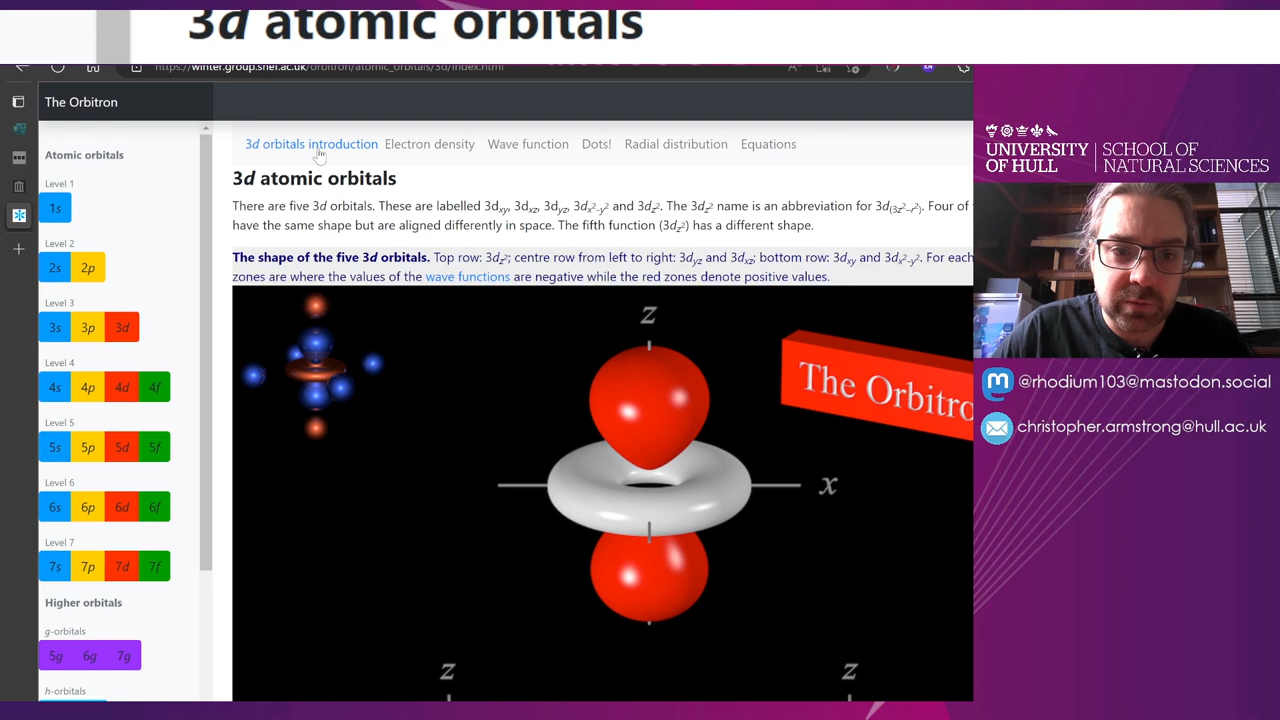 3d atomic orbitals
https://winter.group.shef.ac.uk/orbitron/atomic_orbitals/3d/index.html
The Orbitron
3d orbitals introduction Electron density Wave function Dots! Radial distribution Equations
Atomic orbitals
Level 1
1s
Level 2
2s 2p
Level 3
3s 3p 3d
Level 4
4s 4p 4d 4f
Level 5
5s 5p 5d 5f
Level 6
6s 6p 6d 6f
Level 7
7s 7p 7d 7f
Higher orbitals
g-orbitals
5g 6g 7g
h-orbitals
3d atomic orbitals
There are five 3d orbitals. These are labelled 3dxy, 3dxz, 3dyz, 3dx²-y² and 3dz². The 3dz² name is an abbreviation for 3d(3z²-r²). Four of
have the same shape but are aligned differently in space. The fifth function (3dz²) has a different shape.
The shape of the five 3d orbitals. Top row: 3dz²; centre row from left to right: 3dyz and 3dxz; bottom row: 3dxy and 3dx²-y². For each
zones are where the values of the wave functions are negative while the red zones denote positive values.
z
x
The Orbitro
z
z
UNIVERSITY OF HULL
SCHOOL OF NATURAL SCIENCES
@rhodium103@mastodon.social
christopher.armstrong@hull.ac.uk